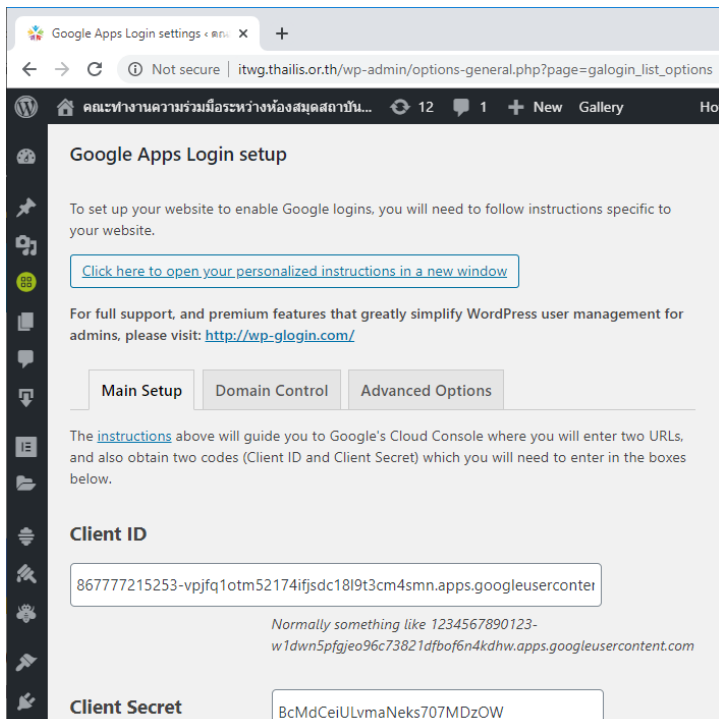 Google Apps Login settings ‹ คณะ
Not secure | itwg.thailis.or.th/wp-admin/options-general.php?page=galogin_list_options
คณะทำงานความร่วมมือระหว่างห้องสมุดสถาบัน... 12 1 New Gallery
Google Apps Login setup
To set up your website to enable Google logins, you will need to follow instructions specific to
your website.
Click here to open your personalized instructions in a new window
For full support, and premium features that greatly simplify WordPress user management for
admins, please visit: http://wp-glogin.com/
Main Setup Domain Control Advanced Options
The instructions above will guide you to Google's Cloud Console where you will enter two URLs,
and also obtain two codes (Client ID and Client Secret) which you will need to enter in the boxes
below.
Client ID
867777215253-vpjfq1otm52174ifjsdc18l9t3cm4smn.apps.googleuserconter
Normally something like 1234567890123-
w1dwn5pfgjeo96c73821dfbof6n4kdhw.apps.googleusercontent.com
Client Secret
BcMdCeiULvmaNeks707MDzOW